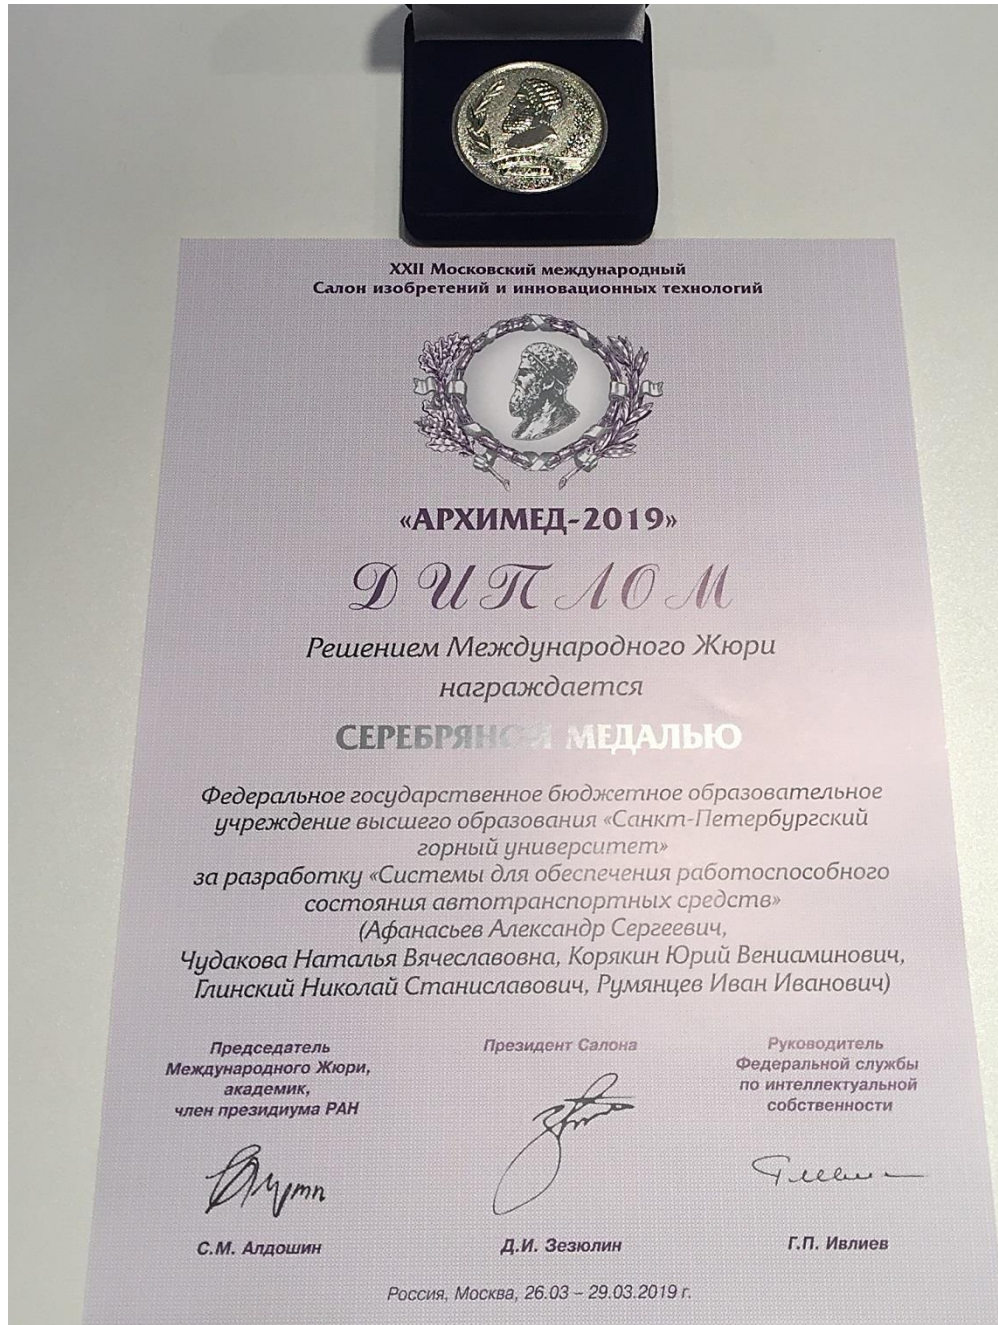 XXII Московский международный
Салон изобретений и инновационных технологий
«АРХИМЕД-2019»
ДИПЛОМ
Решением Международного Жюри
награждается
СЕРЕБРЯНОЙ МЕДАЛЬЮ
Федеральное государственное бюджетное образовательное
учреждение высшего образования «Санкт-Петербургский
горный университет»
за разработку «Системы для обеспечения работоспособного
состояния автотранспортных средств»
(Афанасьев Александр Сергеевич,
Чудакова Наталья Вячеславовна, Корякин Юрий Вениаминович,
Глинский Николай Станиславович, Румянцев Иван Иванович)
Председатель
Международного Жюри,
академик,
член президиума РАН
С.М. Алдошин
Президент Салона
Д.И. Зезюлин
Руководитель
Федеральной службы
по интеллектуальной
собственности
Г.П. Ивлиев
Россия, Москва, 26.03 – 29.03.2019 г.